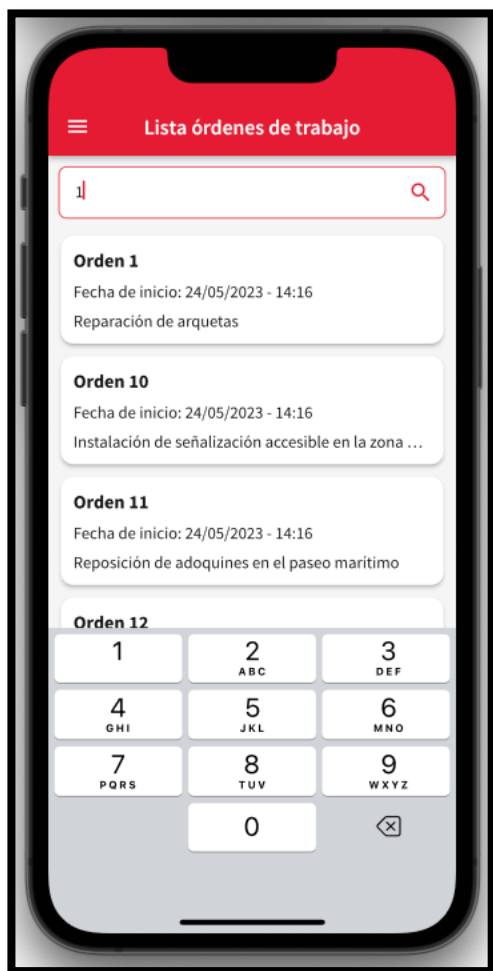 Lista órdenes de trabajo
1
Orden 1
Fecha de inicio: 24/05/2023 - 14:16
Reparación de arquetas
Orden 10
Fecha de inicio: 24/05/2023 - 14:16
Instalación de señalización accesible en la zona ...
Orden 11
Fecha de inicio: 24/05/2023 - 14:16
Reposición de adoquines en el paseo marítimo
Orden 12
1 2 3
ABC DEF
4 5 6
GHI JKL MNO
7 8 9
PQRS TUV WXYZ
0